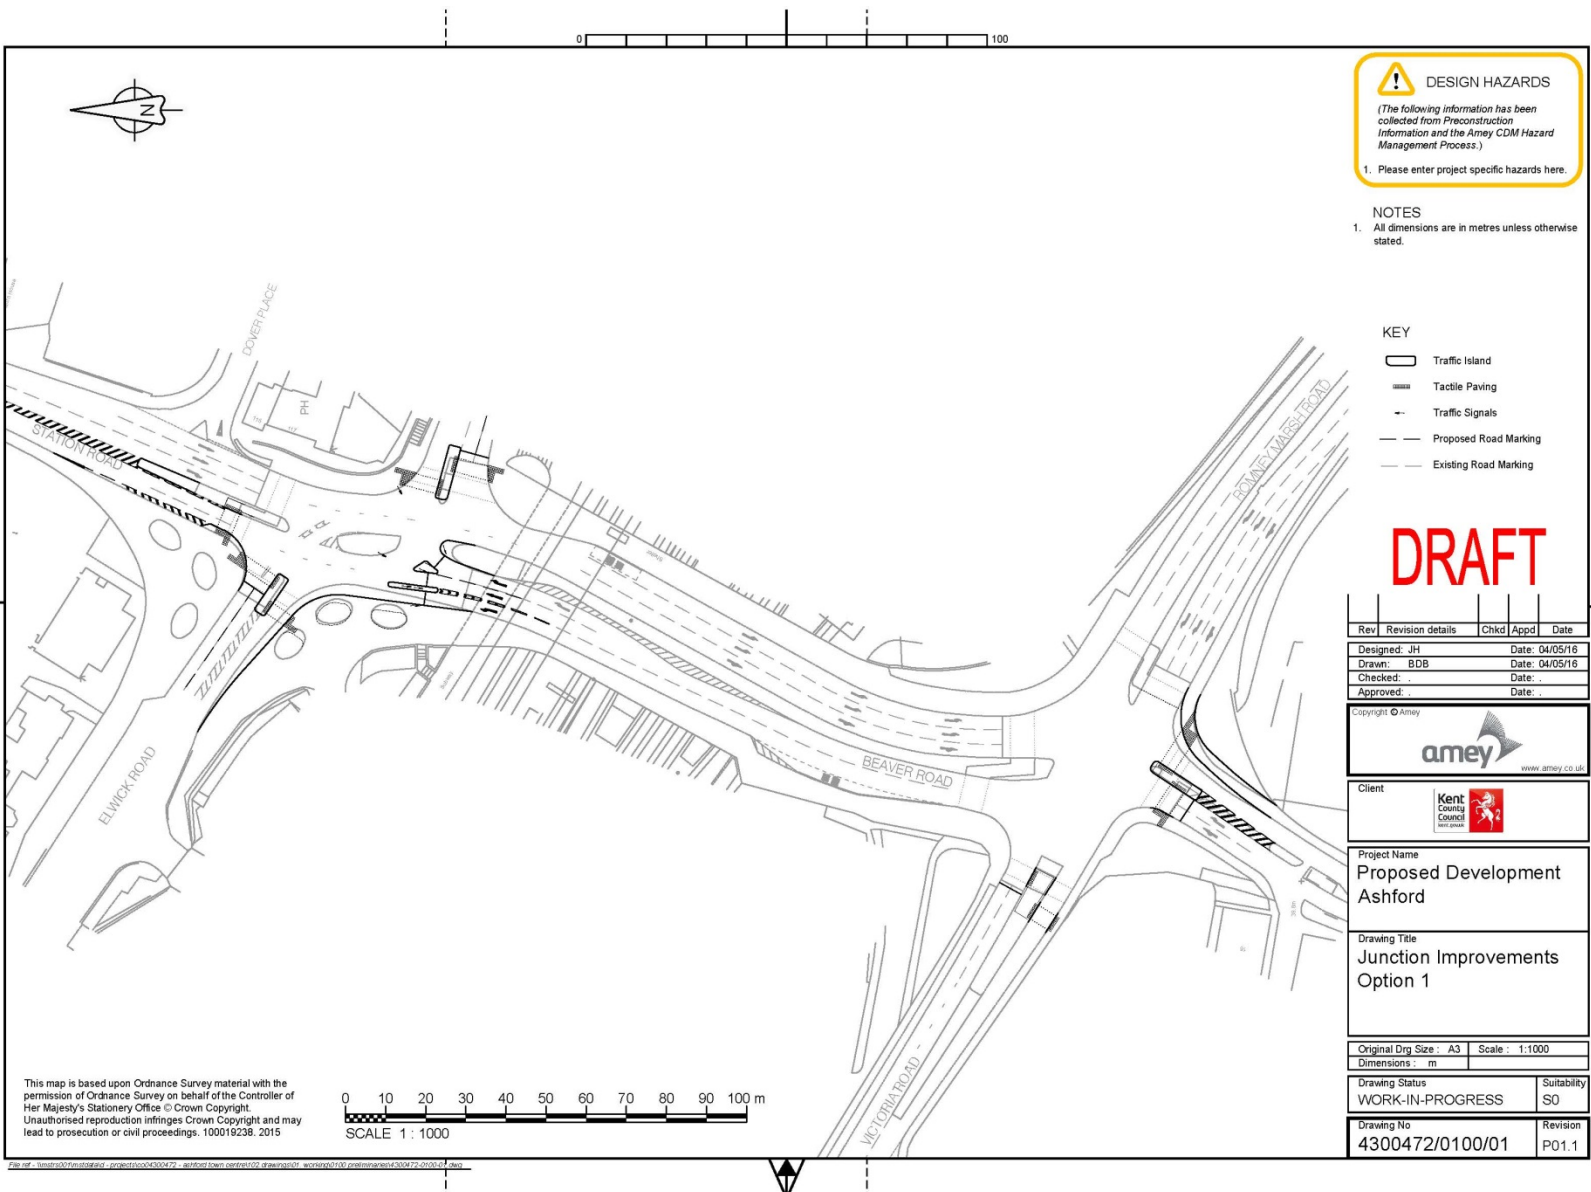 0
100
N
DESIGN HAZARDS
(The following information has been
collected from Preconstruction
Information and the Amey CDM Hazard
Management Process.)
1. Please enter project specific hazards here.
NOTES
1. All dimensions are in metres unless otherwise
stated.
KEY
Traffic Island
Tactile Paving
Traffic Signals
Proposed Road Marking
Existing Road Marking
DRAFT
DOVER PLACE
PH
STATION ROAD
ROMNEY MARSH ROAD
BEAVER ROAD
ELWICK ROAD
VICTORIA ROAD
Rev Revision details Chkd Appd Date
Designed: JH Date: 04/05/16
Drawn: BDB Date: 04/05/16
Checked: . Date: .
Approved: . Date: .
Copyright © Amey
amey
www.amey.co.uk
Client
Kent
County
Council
Project Name
Proposed Development
Ashford
Drawing Title
Junction Improvements
Option 1
Original Drg Size : A3 Scale : 1:1000
Dimensions : m
Drawing Status Suitability
WORK-IN-PROGRESS S0
Drawing No Revision
4300472/0100/01 P01.1
This map is based upon Ordnance Survey material with the
permission of Ordnance Survey on behalf of the Controller of
Her Majesty's Stationery Office © Crown Copyright.
Unauthorised reproduction infringes Crown Copyright and may
lead to prosecution or civil proceedings. 100019238. 2015
0 10 20 30 40 50 60 70 80 90 100 m
SCALE 1 : 1000